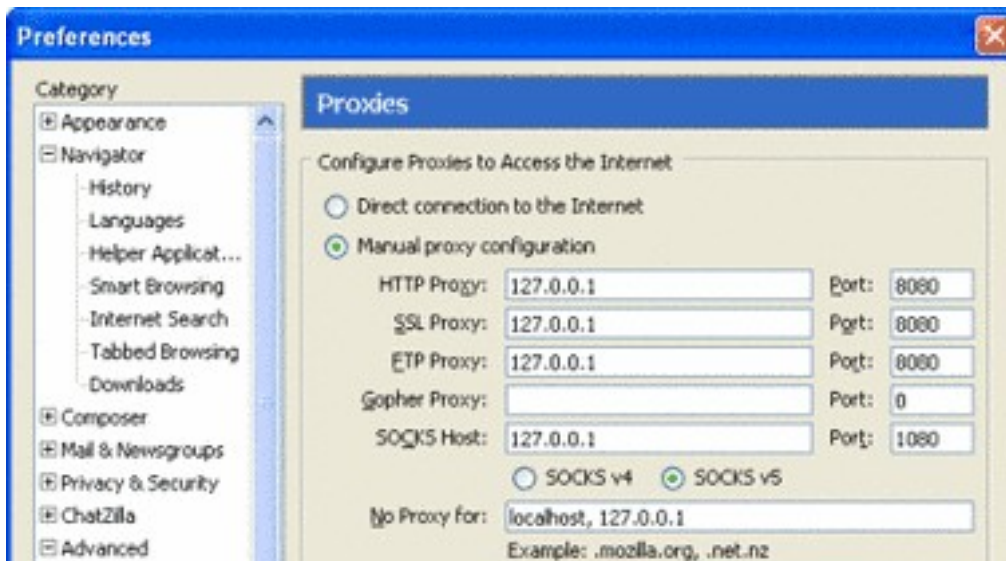 Preferences
Category
Appearance
Navigator
History
Languages
Helper Applicat...
Smart Browsing
Internet Search
Tabbed Browsing
Downloads
Composer
Mail & Newsgroups
Privacy & Security
ChatZilla
Advanced
Proxies
Configure Proxies to Access the Internet
Direct connection to the Internet
Manual proxy configuration
HTTP Proxy: 127.0.0.1 Port: 8080
SSL Proxy: 127.0.0.1 Port: 8080
FTP Proxy: 127.0.0.1 Port: 8080
Gopher Proxy: Port: 0
SOCKS Host: 127.0.0.1 Port: 1080
SOCKS v4 SOCKS v5
No Proxy for: localhost, 127.0.0.1
Example: .mozilla.org, .net.nz